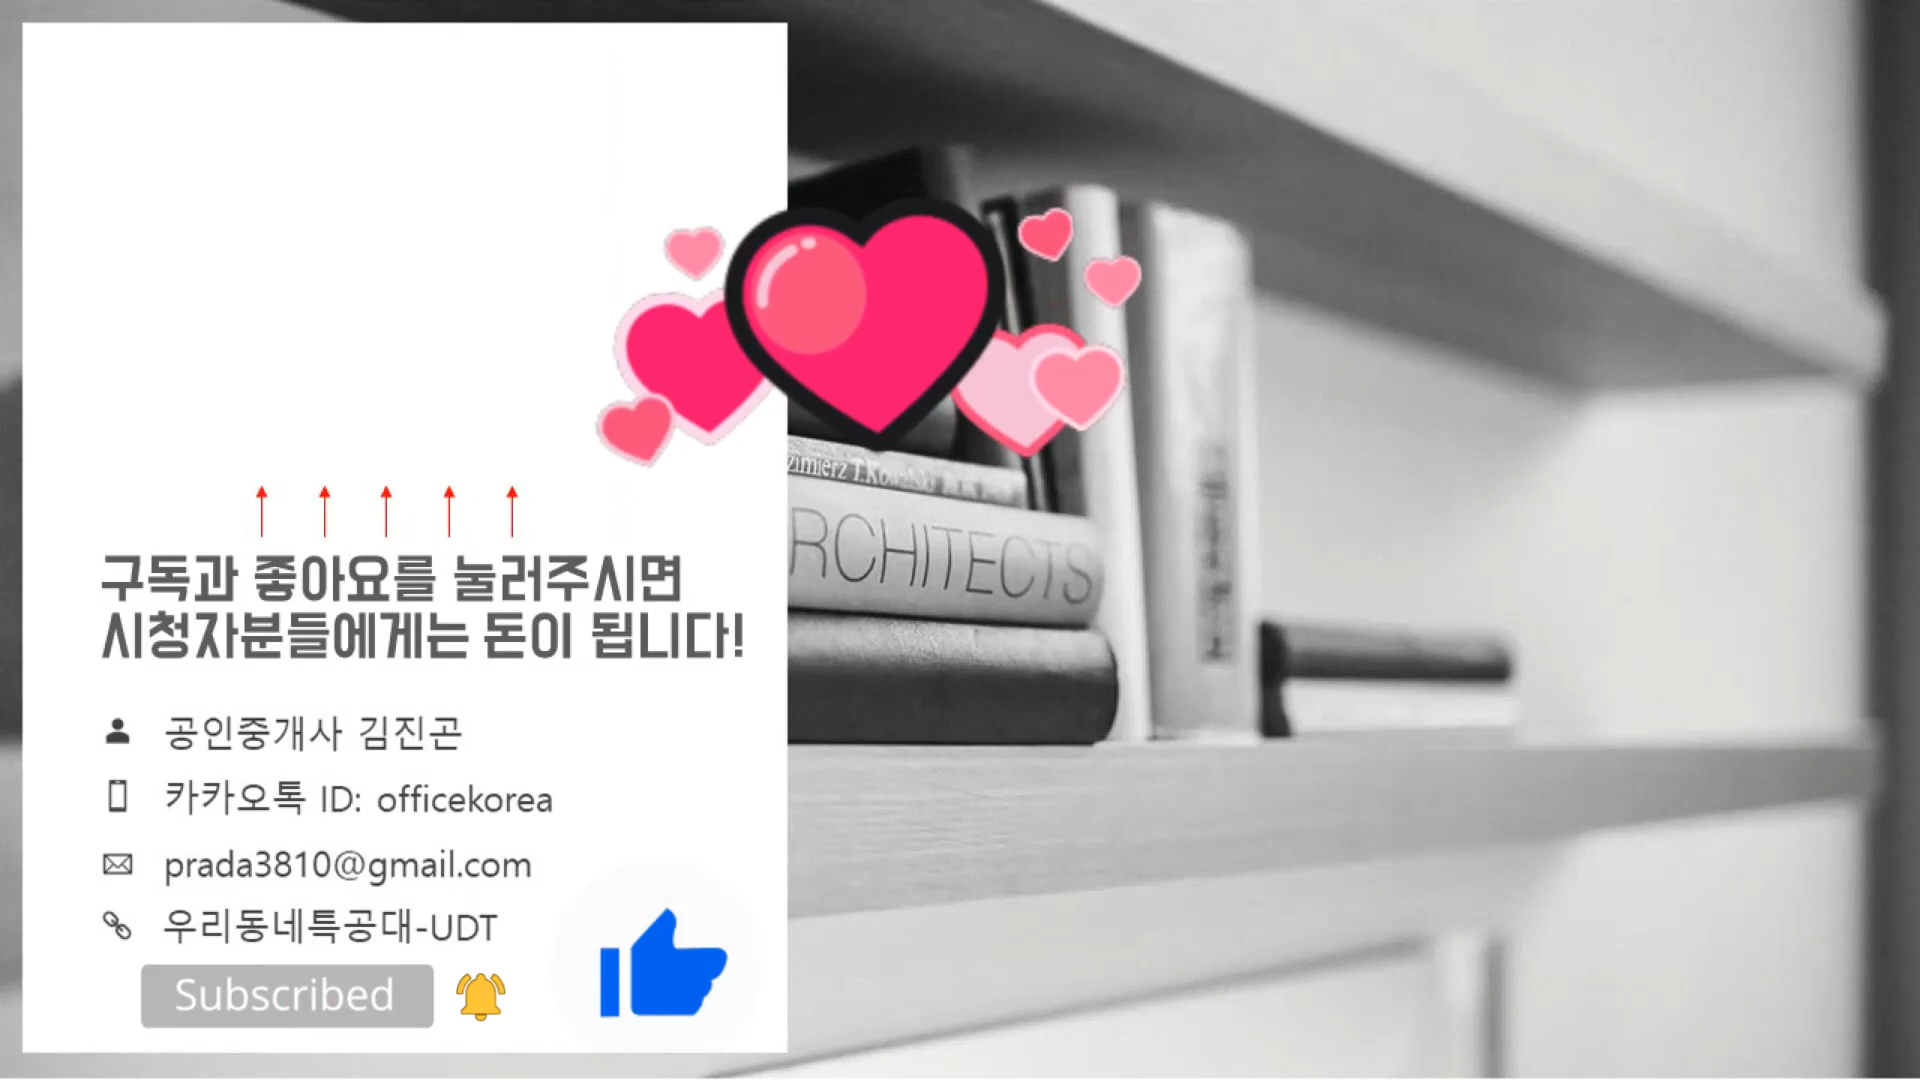 구독과 좋아요를 눌러주시면
시청자분들에게는 돈이 됩니다!
공인중개사 김진곤
카카오톡 ID: officekorea
prada3810@gmail.com
우리동네특공대-UDT
Subscribed
zimierz T.Kowalski
RCHITECTS